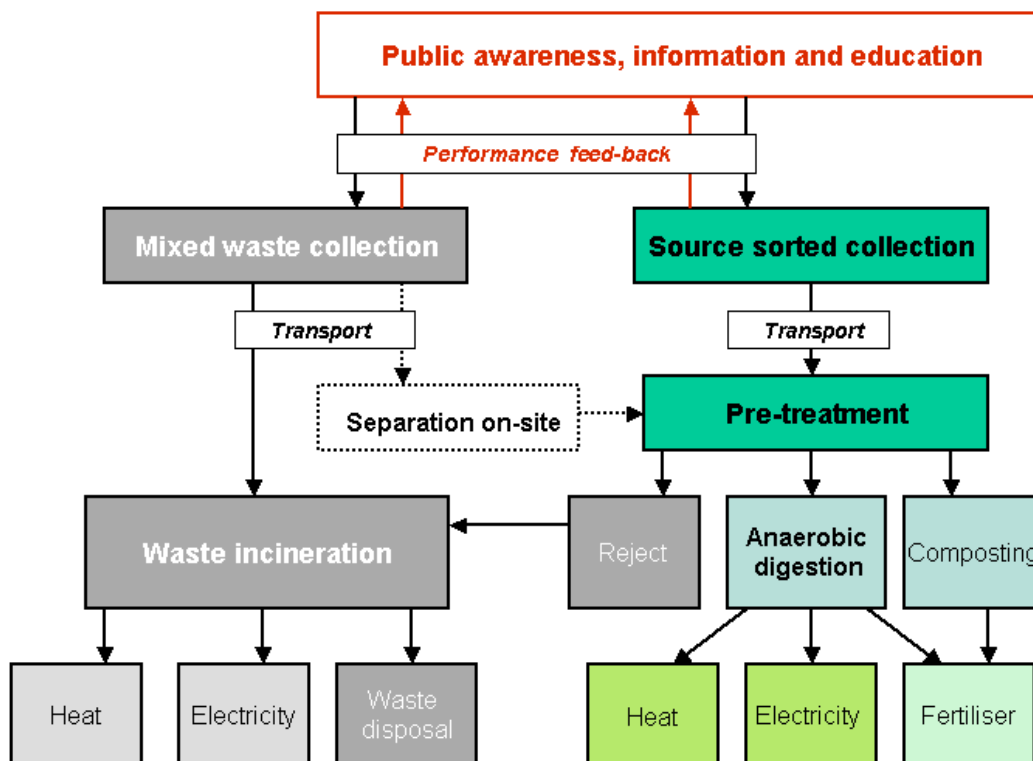 Public awareness, information and education
Performance feed-back
Mixed waste collection
Source sorted collection
Transport
Transport
Separation on-site
Pre-treatment
Waste incineration
Reject
Anaerobic
digestion
Composting
Heat
Electricity
Waste
disposal
Heat
Electricity
Fertiliser